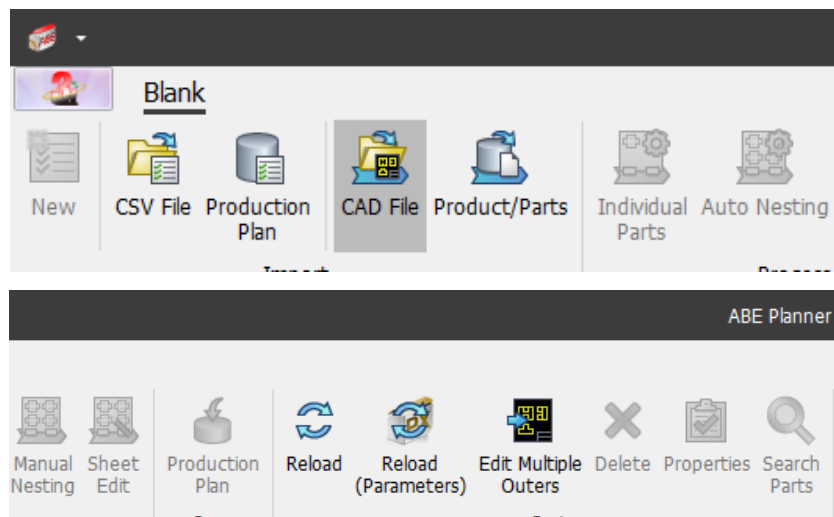 Blank
New
CSV File
Production
Plan
CAD File
Product/Parts
Individual
Parts
Auto Nesting
ABE Planner
Manual
Nesting
Sheet
Edit
Production
Plan
Reload
Reload
(Parameters)
Edit Multiple
Outers
Delete
Properties
Search
Parts